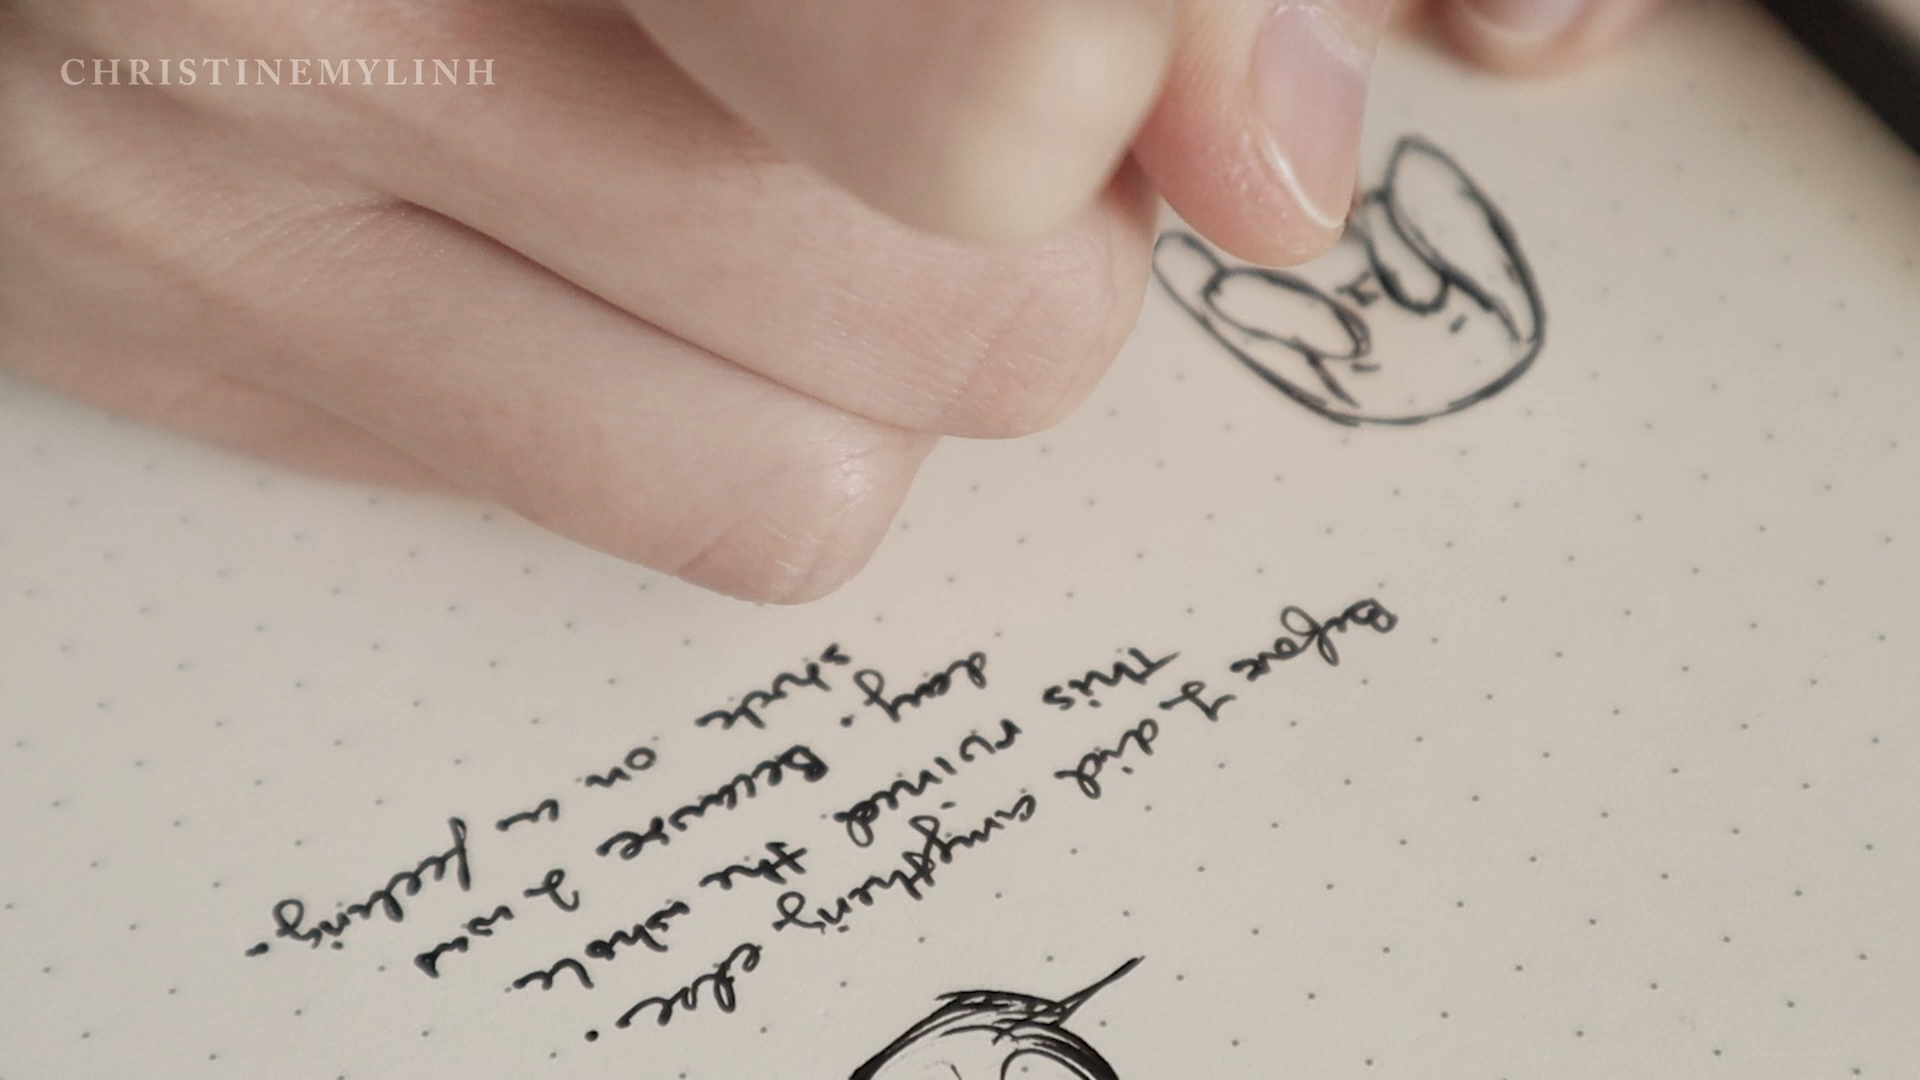 CHRISTINEMYLINH
Before I did anything else.
This ruined the whole
day. Because I was
stuck on a feeling.